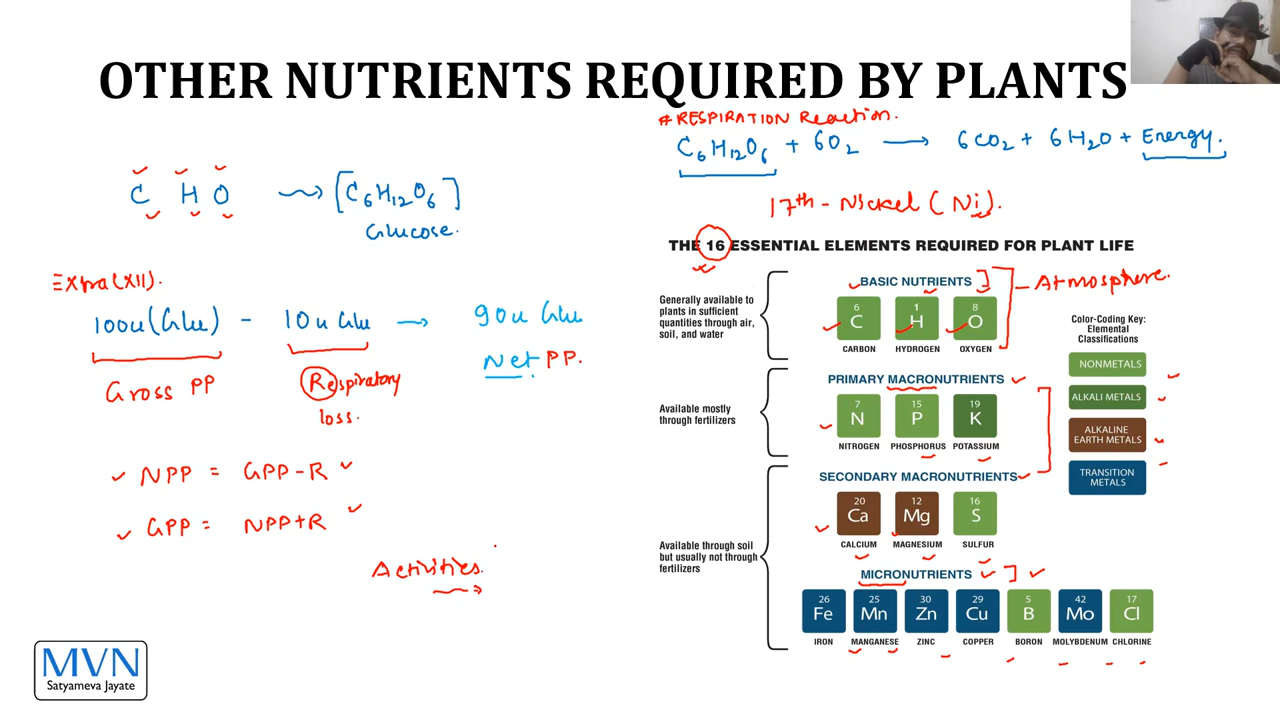 OTHER NUTRIENTS REQUIRED BY PLANTS
C H O → [C6H12O6]
Glucose.
Extra(XII).
100u(Glu) - 10u Glu → 90u Glu
Gross PP
Respiratory loss.
Net PP.
NPP = GPP-R
GPP = NPP+R
Activities.
MVN
Satyameva Jayate
#RESPIRATION Reaction.
C6H12O6 + 6O2 → 6CO2 + 6H2O + Energy.
17th - Nickel (Ni).
THE 16 ESSENTIAL ELEMENTS REQUIRED FOR PLANT LIFE
Generally available to
plants in sufficient
quantities through air,
soil, and water
BASIC NUTRIENTS
Atmosphere.
6 1 8
C H O
CARBON HYDROGEN OXYGEN
Available mostly
through fertilizers
PRIMARY MACRONUTRIENTS
7 15 19
N P K
NITROGEN PHOSPHORUS POTASSIUM
Available through soil
but usually not through
fertilizers
SECONDARY MACRONUTRIENTS
20 12 16
Ca Mg S
CALCIUM MAGNESIUM SULFUR
MICRONUTRIENTS
26 25 30 29 5 42 17
Fe Mn Zn Cu B Mo Cl
IRON MANGANESE ZINC COPPER BORON MOLYBDENUM CHLORINE
Color-Coding Key:
Elemental
Classifications
NONMETALS
ALKALI METALS
ALKALINE
EARTH METALS
TRANSITION
METALS